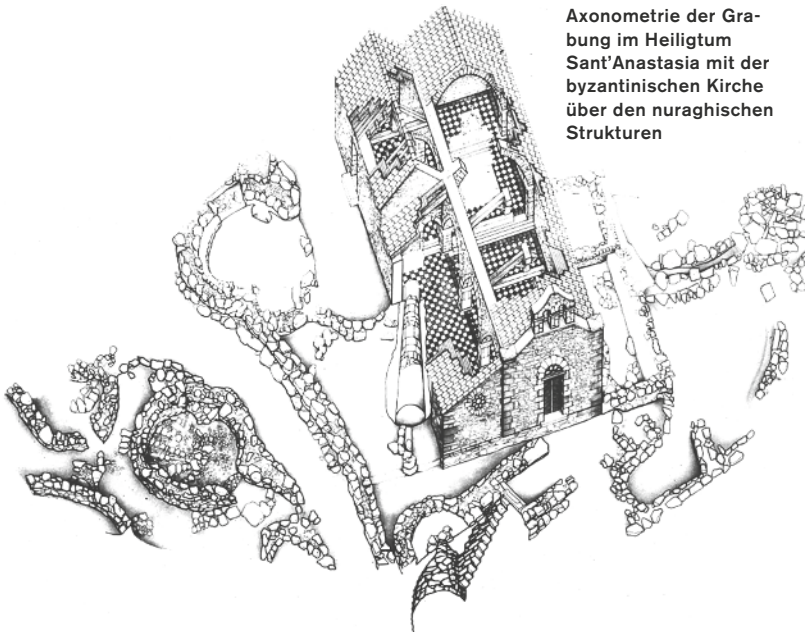 Axonometrie der Gra-
bung im Heiligtum
Sant'Anastasia mit der
byzantinischen Kirche
über den nuraghischen
Strukturen